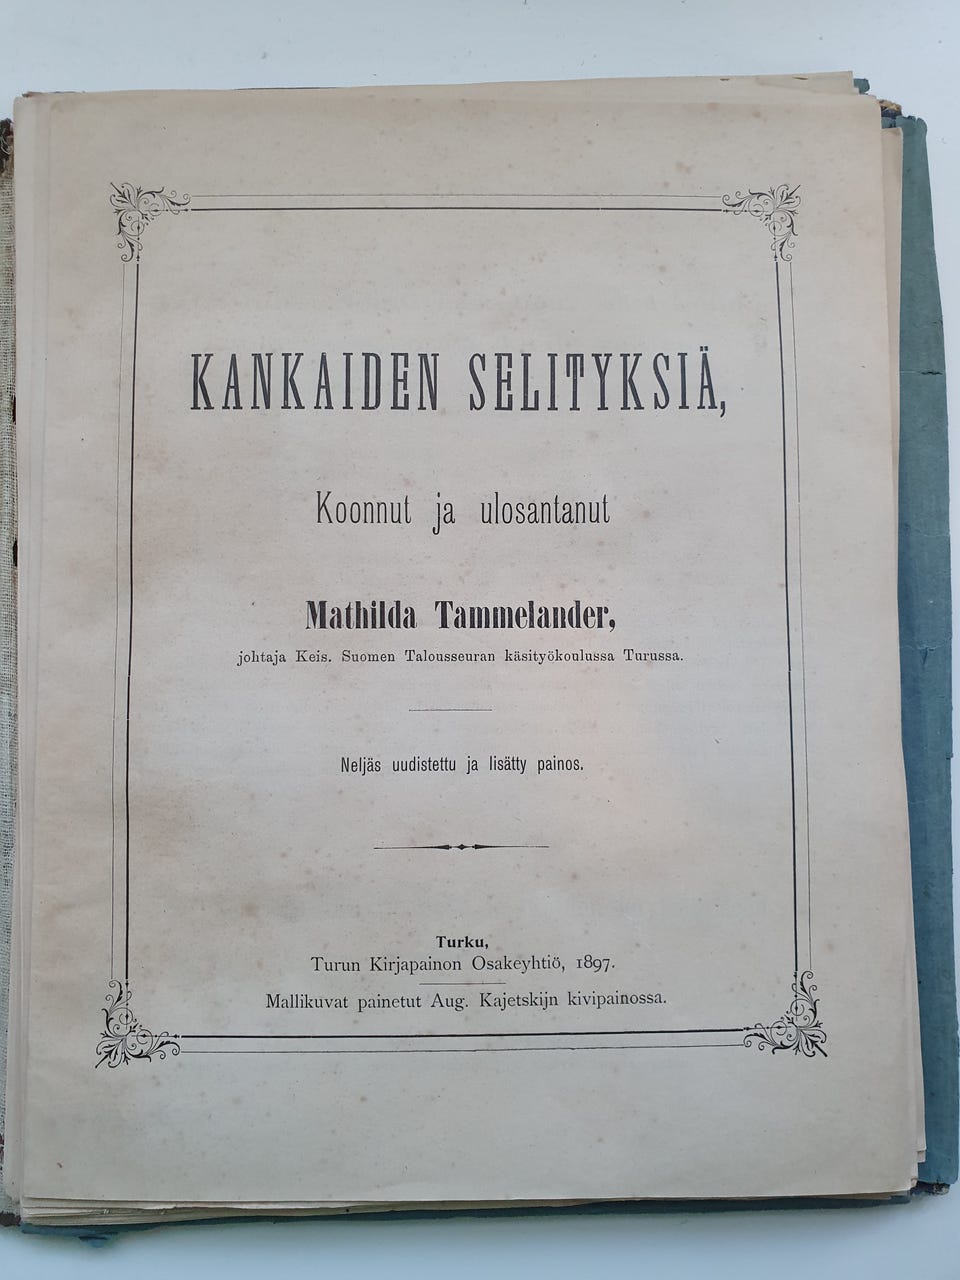 KANKAIDEN SELITYKSIÄ,
Koonnut ja ulosantanut
Mathilda Tammelander,
johtaja Keis. Suomen Talousseuran käsityökoulussa Turussa.
Neljäs uudistettu ja lisätty painos.
Turku,
Turun Kirjapainon Osakeyhtiö, 1897.
Mallikuvat painetut Aug. Kajetskijn kivipainossa.